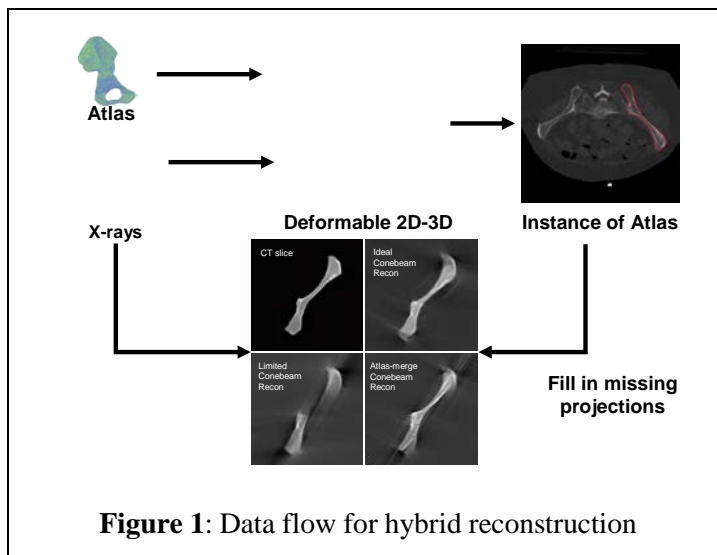 Atlas
X-rays
Deformable 2D-3D
Instance of Atlas
CT slice
Ideal
Conebeam
Recon
Limited
Conebeam
Recon
Atlas-merge
Conebeam
Recon
Fill in missing
projections
Figure 1: Data flow for hybrid reconstruction